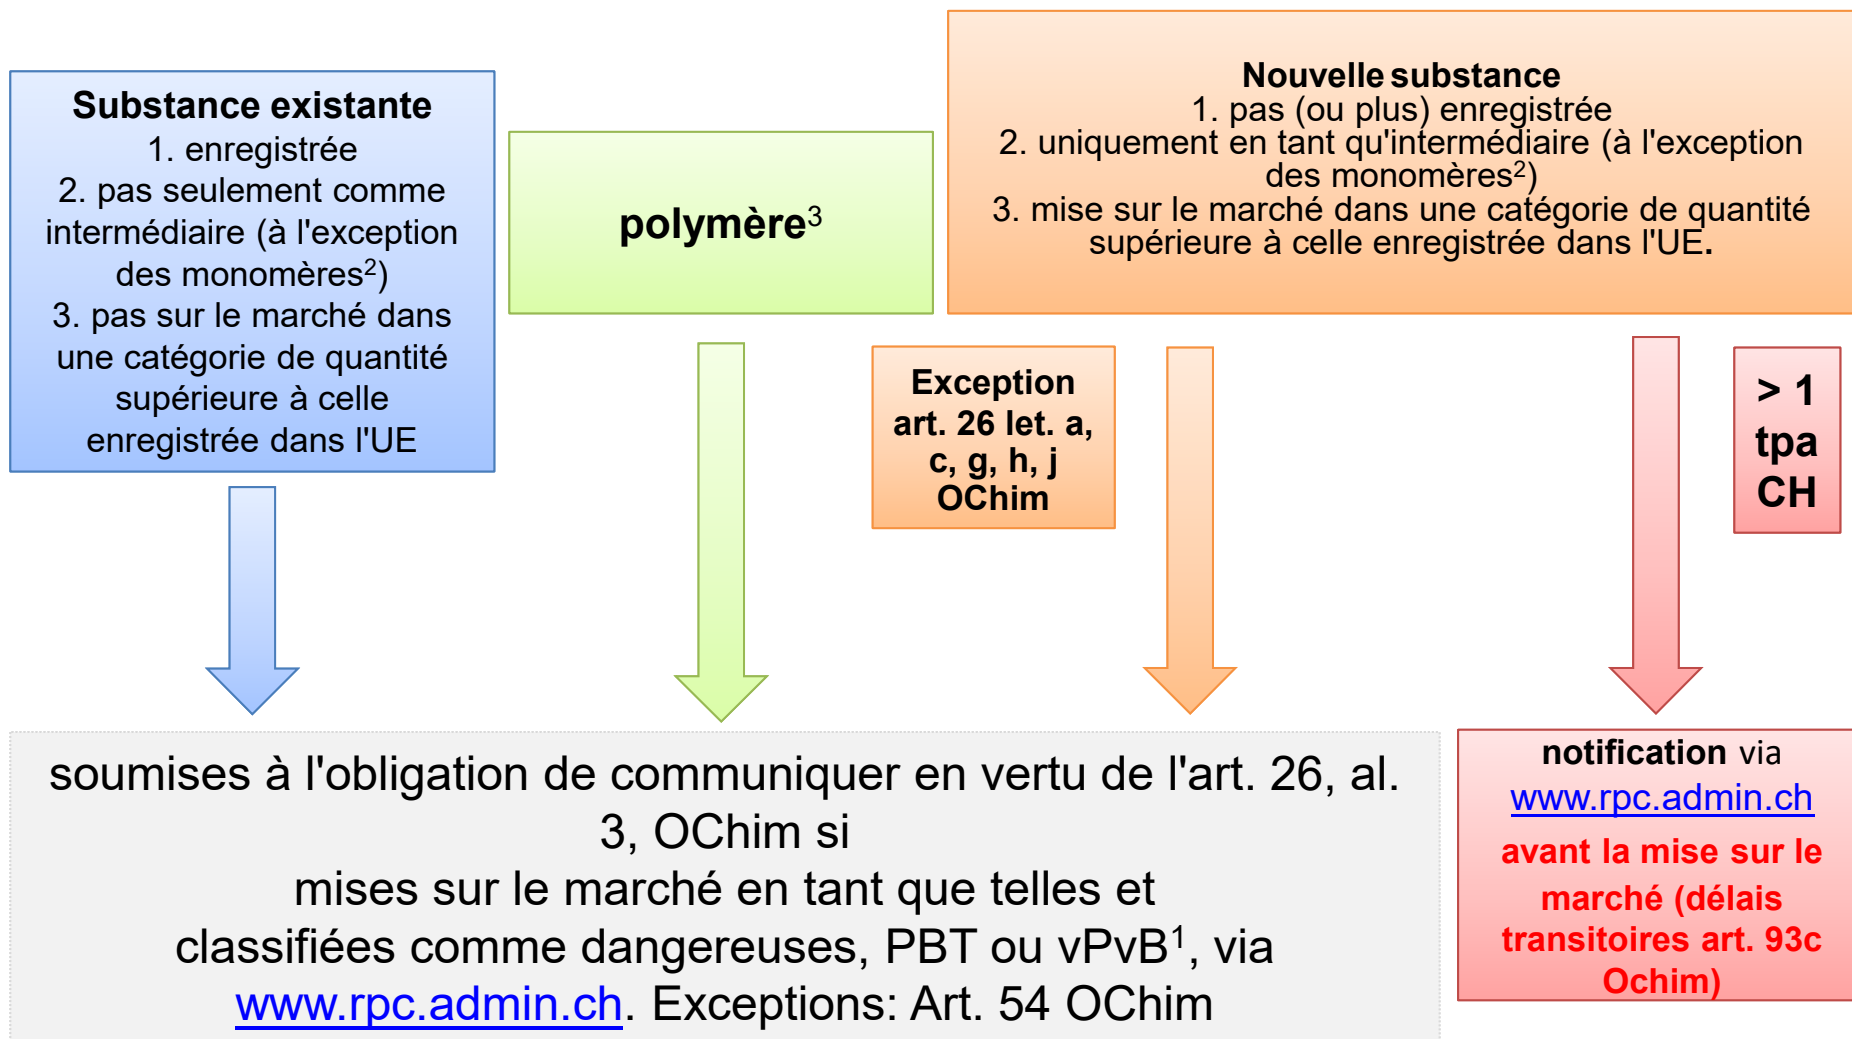 Substance existante
1. enregistrée
2. pas seulement comme
intermédiaire (à l'exception
des monomères²)
3. pas sur le marché dans
une catégorie de quantité
supérieure à celle
enregistrée dans l'UE
polymère³
Nouvelle substance
1. pas (ou plus) enregistrée
2. uniquement en tant qu'intermédiaire (à l'exception
des monomères²)
3. mise sur le marché dans une catégorie de quantité
supérieure à celle enregistrée dans l'UE.
Exception
art. 26 let. a,
c, g, h, j
OChim
> 1
tpa
CH
soumises à l'obligation de communiquer en vertu de l'art. 26, al.
3, OChim si
mises sur le marché en tant que telles et
classifiées comme dangereuses, PBT ou vPvB¹, via
www.rpc.admin.ch. Exceptions: Art. 54 OChim
notification via
www.rpc.admin.ch
avant la mise sur le
marché (délais
transitoires art. 93c
Ochim)